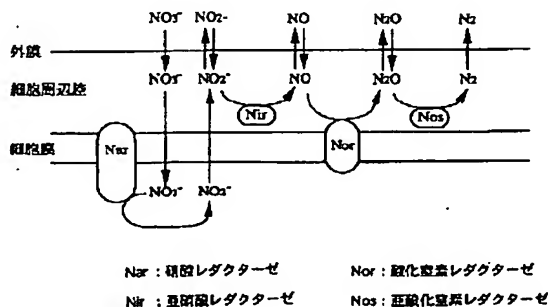 NO3⁻ NO2⁻ NO N2O N2
外膜
NO3⁻ NO2⁻ NO N2O N2
細胞周辺腔
Nir Nos
細胞膜
Nar Nor
NO3⁻ NO2⁻
Nar：硝酸レダクターゼ Nor：酸化窒素レダクターゼ
Nir：亜硝酸レダクターゼ Nos：亜酸化窒素レダクターゼ